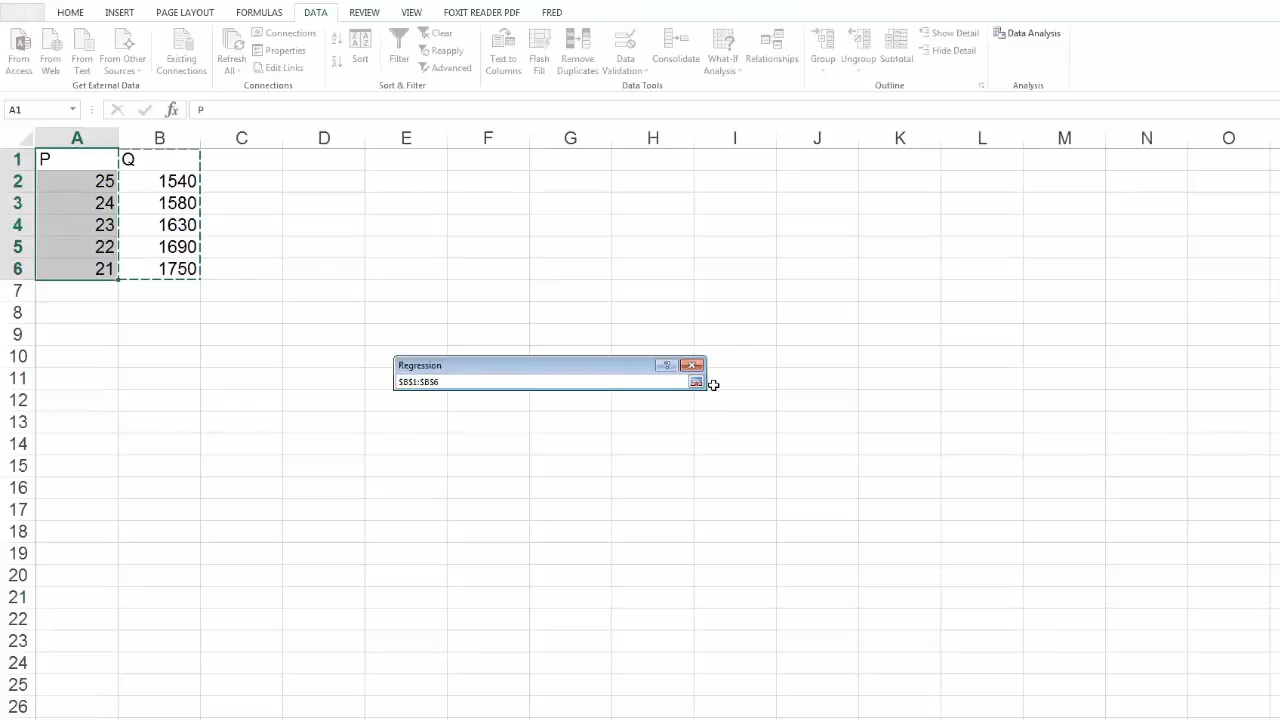 HOME INSERT PAGE LAYOUT FORMULAS DATA REVIEW VIEW FOXIT READER PDF FRED
From Access
From Web
From Text
From Other Sources
Existing Connections
Get External Data
Refresh All
Connections
Properties
Edit Links
Connections
Sort
Filter
Clear
Reapply
Advanced
Sort & Filter
Text to Columns
Flash Fill
Remove Duplicates
Data Validation
Consolidate
What-If Analysis
Relationships
Data Tools
Group
Ungroup
Subtotal
Show Detail
Hide Detail
Outline
Data Analysis
Analysis
A1 fx P
A B C D E F G H I J K L M N O
1 P Q
2 25 1540
3 24 1580
4 23 1630
5 22 1690
6 21 1750
7
8
9
10
Regression ?
11
$B$1:$B$6
12
13
14
15
16
17
18
19
20
21
22
23
24
25
26